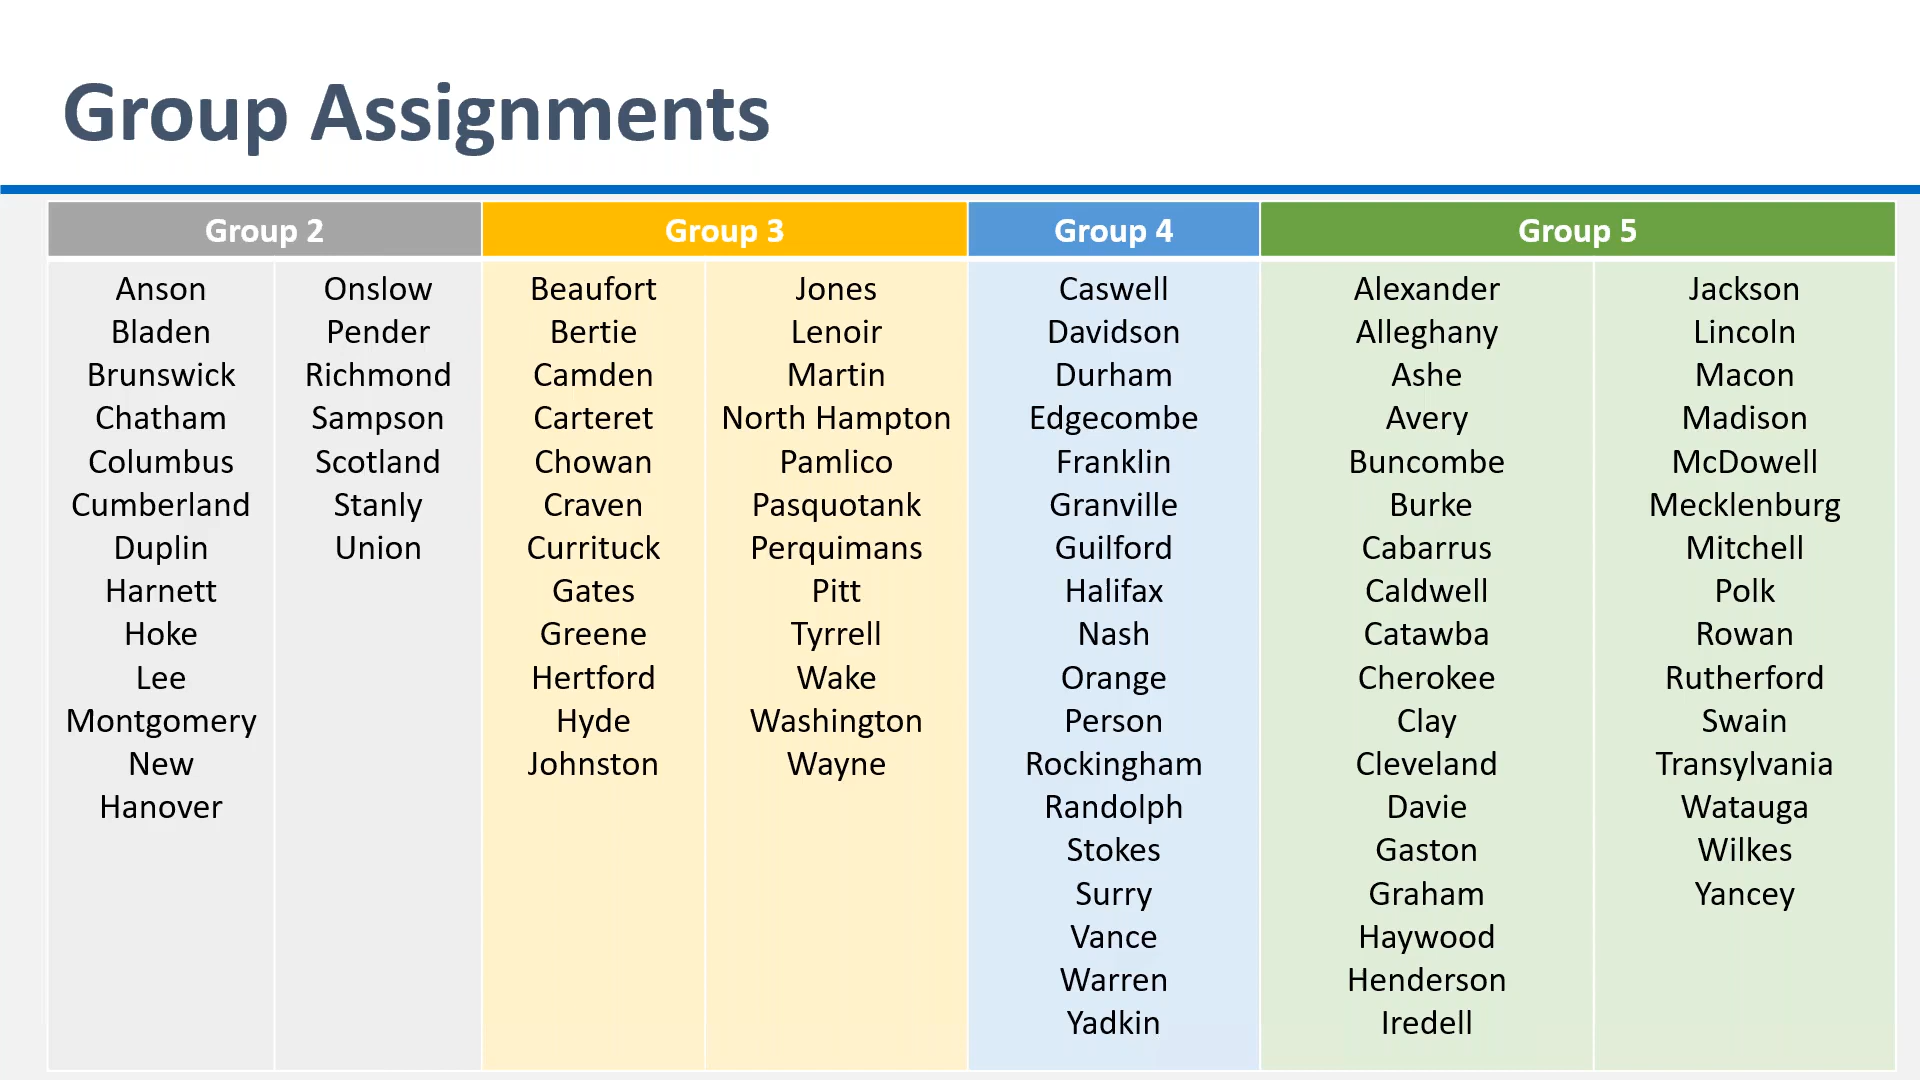 Group Assignments
Group 2
Group 3
Group 4
Group 5
Anson
Bladen
Brunswick
Chatham
Columbus
Cumberland
Duplin
Harnett
Hoke
Lee
Montgomery
New
Hanover
Onslow
Pender
Richmond
Sampson
Scotland
Stanly
Union
Beaufort
Bertie
Camden
Carteret
Chowan
Craven
Currituck
Gates
Greene
Hertford
Hyde
Johnston
Jones
Lenoir
Martin
North Hampton
Pamlico
Pasquotank
Perquimans
Pitt
Tyrrell
Wake
Washington
Wayne
Caswell
Davidson
Durham
Edgecombe
Franklin
Granville
Guilford
Halifax
Nash
Orange
Person
Rockingham
Randolph
Stokes
Surry
Vance
Warren
Yadkin
Alexander
Alleghany
Ashe
Avery
Buncombe
Burke
Cabarrus
Caldwell
Catawba
Cherokee
Clay
Cleveland
Davie
Gaston
Graham
Haywood
Henderson
Iredell
Jackson
Lincoln
Macon
Madison
McDowell
Mecklenburg
Mitchell
Polk
Rowan
Rutherford
Swain
Transylvania
Watauga
Wilkes
Yancey